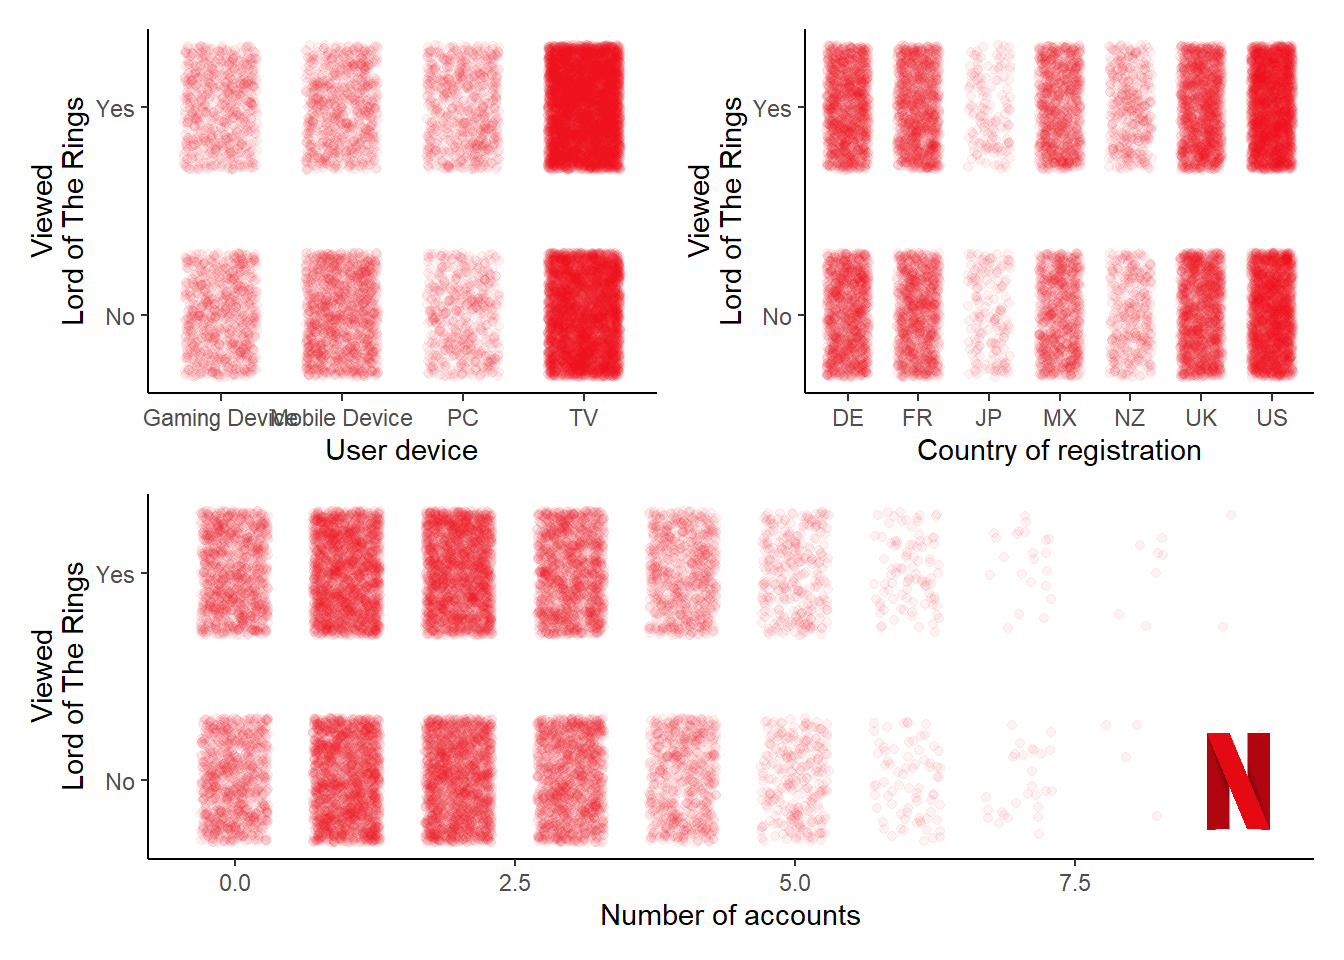 Viewed
Lord of The Rings
Yes
No
Gaming Device
Mobile Device
PC
TV
User device
Viewed
Lord of The Rings
Yes
No
DE FR JP MX NZ UK US
Country of registration
Viewed
Lord of The Rings
Yes
No
N
0.0 2.5 5.0 7.5
Number of accounts